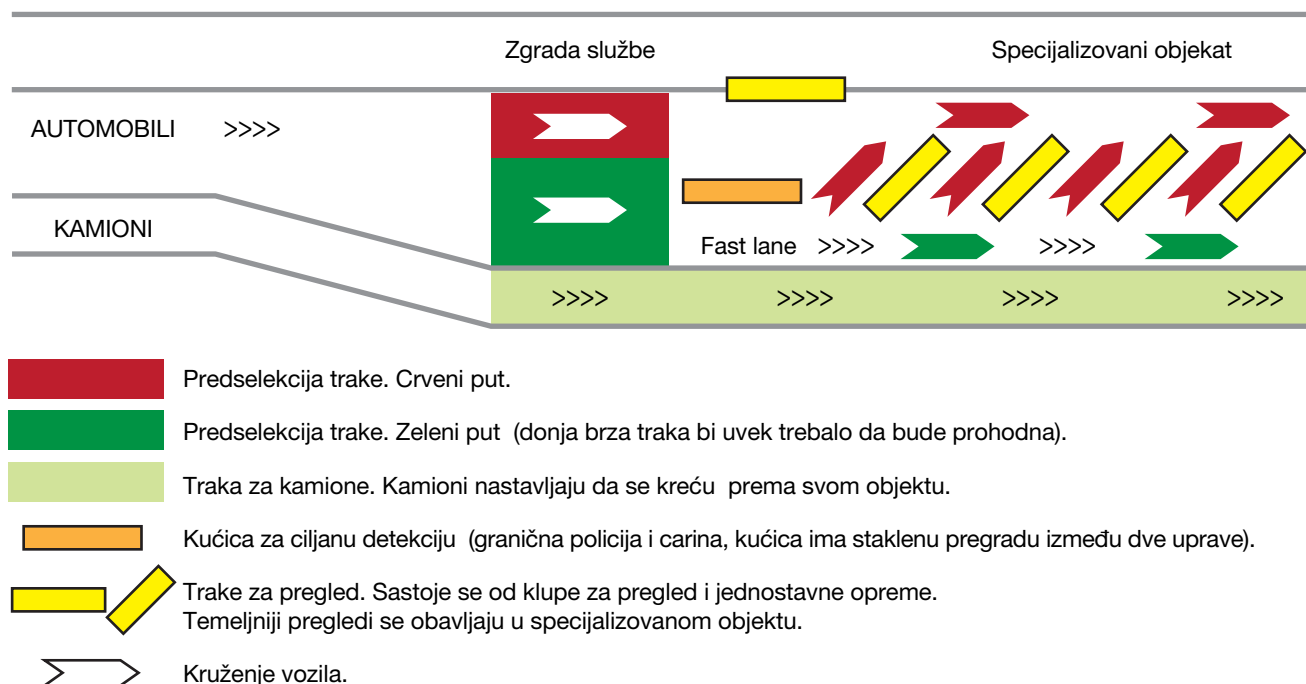 Zgrada službe
Specijalizovani objekat
AUTOMOBILI >>>>
KAMIONI
Fast lane >>>> >>>>
>>>> >>>> >>>> >>>>
Predselekcija trake. Crveni put.
Predselekcija trake. Zeleni put (donja brza traka bi uvek trebalo da bude prohodna).
Traka za kamione. Kamioni nastavljaju da se kreću prema svom objektu.
Kućica za ciljanu detekciju (granična policija i carina, kućica ima staklenu pregradu između dve uprave).
Trake za pregled. Sastoje se od klupe za pregled i jednostavne opreme.
Temeljniji pregledi se obavljaju u specijalizovanom objektu.
Kruženje vozila.